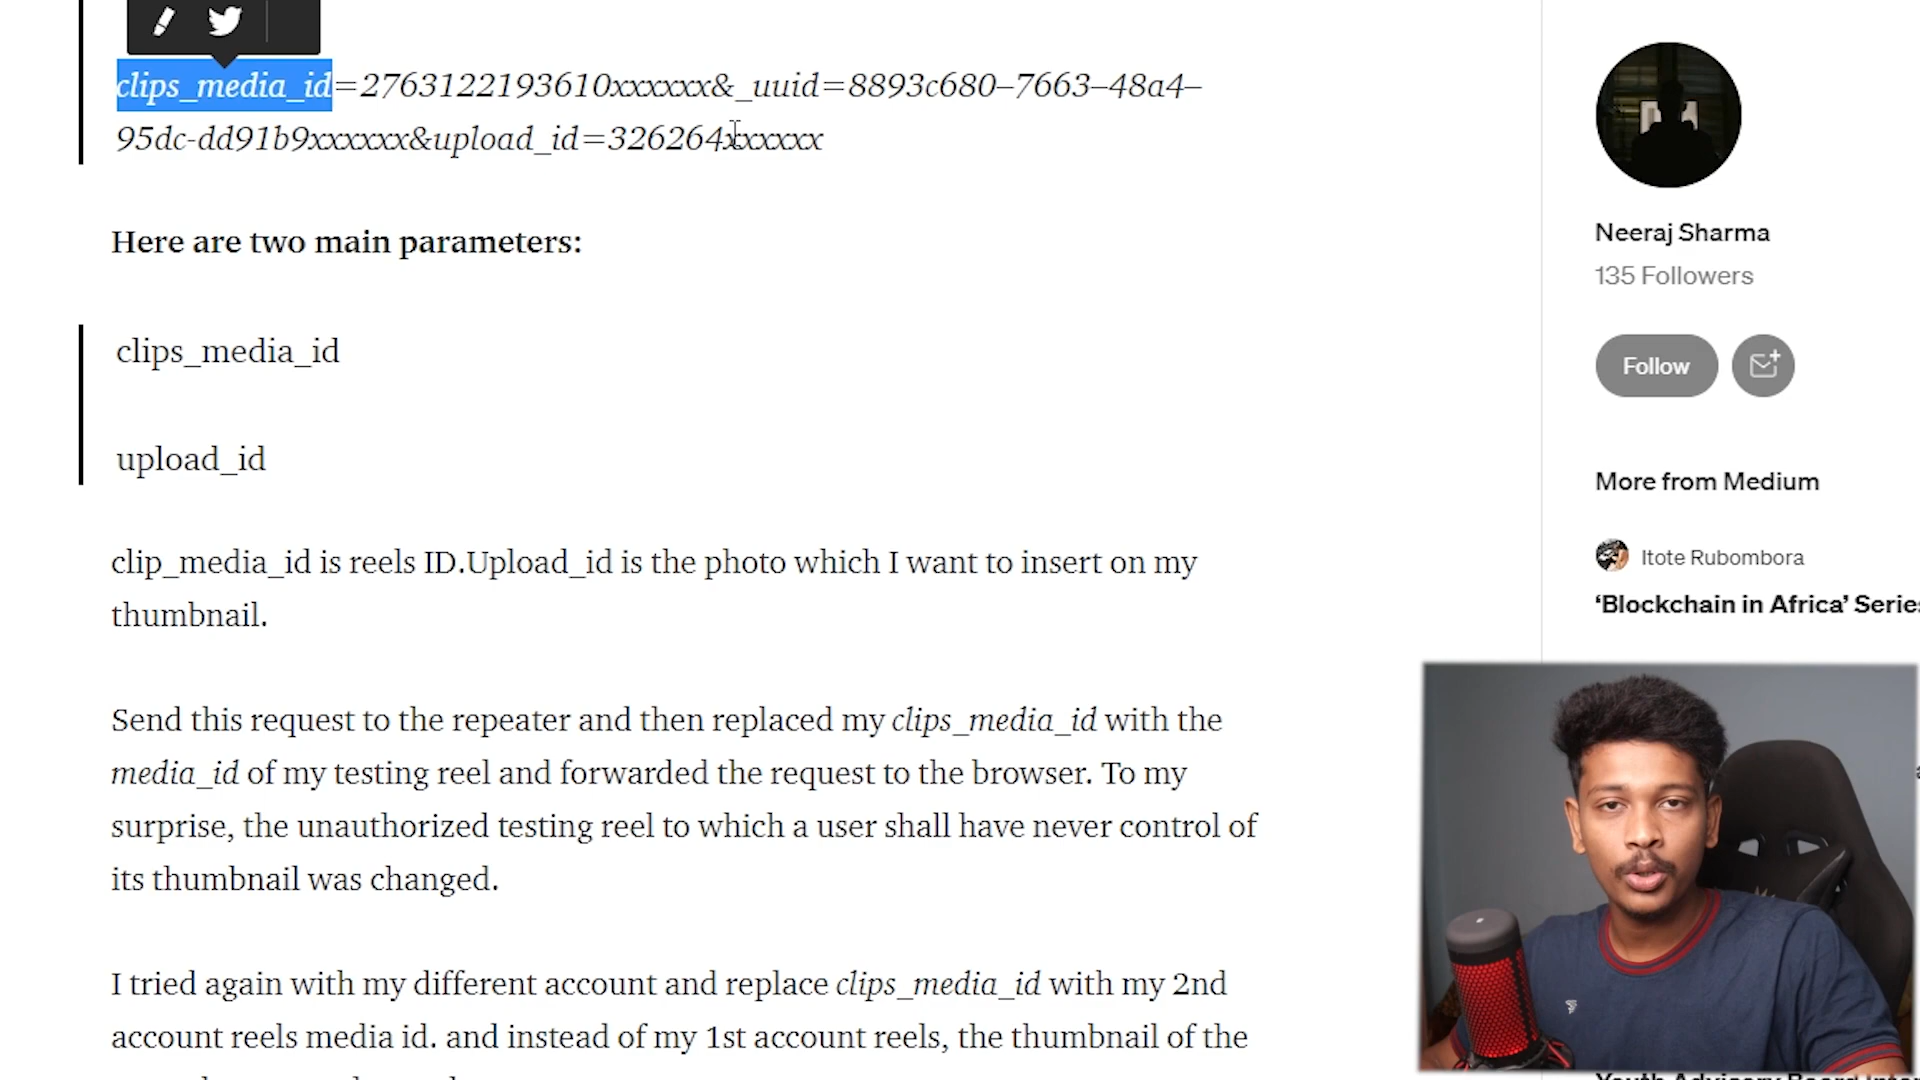 clips_media_id=2763122193610xxxxxx&_uuid=8893c680–7663–48a4–
95dc-dd91b9xxxxxx&upload_id=326264xxxxxx
Here are two main parameters:
clips_media_id
upload_id
clip_media_id is reels ID.Upload_id is the photo which I want to insert on my
thumbnail.
Send this request to the repeater and then replaced my clips_media_id with the
media_id of my testing reel and forwarded the request to the browser. To my
surprise, the unauthorized testing reel to which a user shall have never control of
its thumbnail was changed.
I tried again with my different account and replace clips_media_id with my 2nd
account reels media id. and instead of my 1st account reels, the thumbnail of the
Neeraj Sharma
135 Followers
Follow
More from Medium
Itote Rubombora
‘Blockchain in Africa’ Series